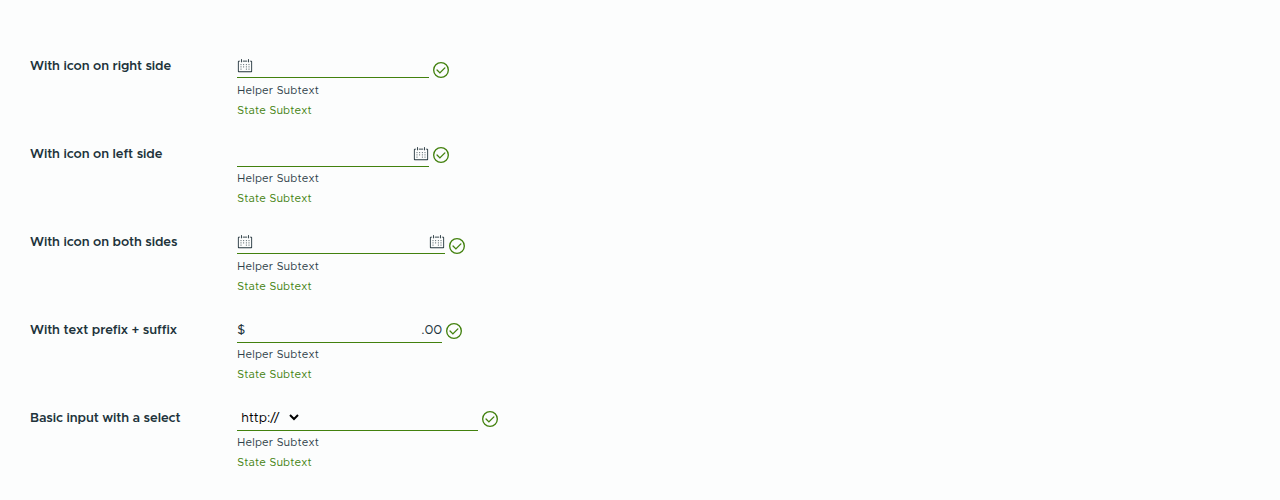 With icon on right side
Helper Subtext
State Subtext
With icon on left side
Helper Subtext
State Subtext
With icon on both sides
Helper Subtext
State Subtext
With text prefix + suffix $ .00
Helper Subtext
State Subtext
Basic input with a select http://
Helper Subtext
State Subtext